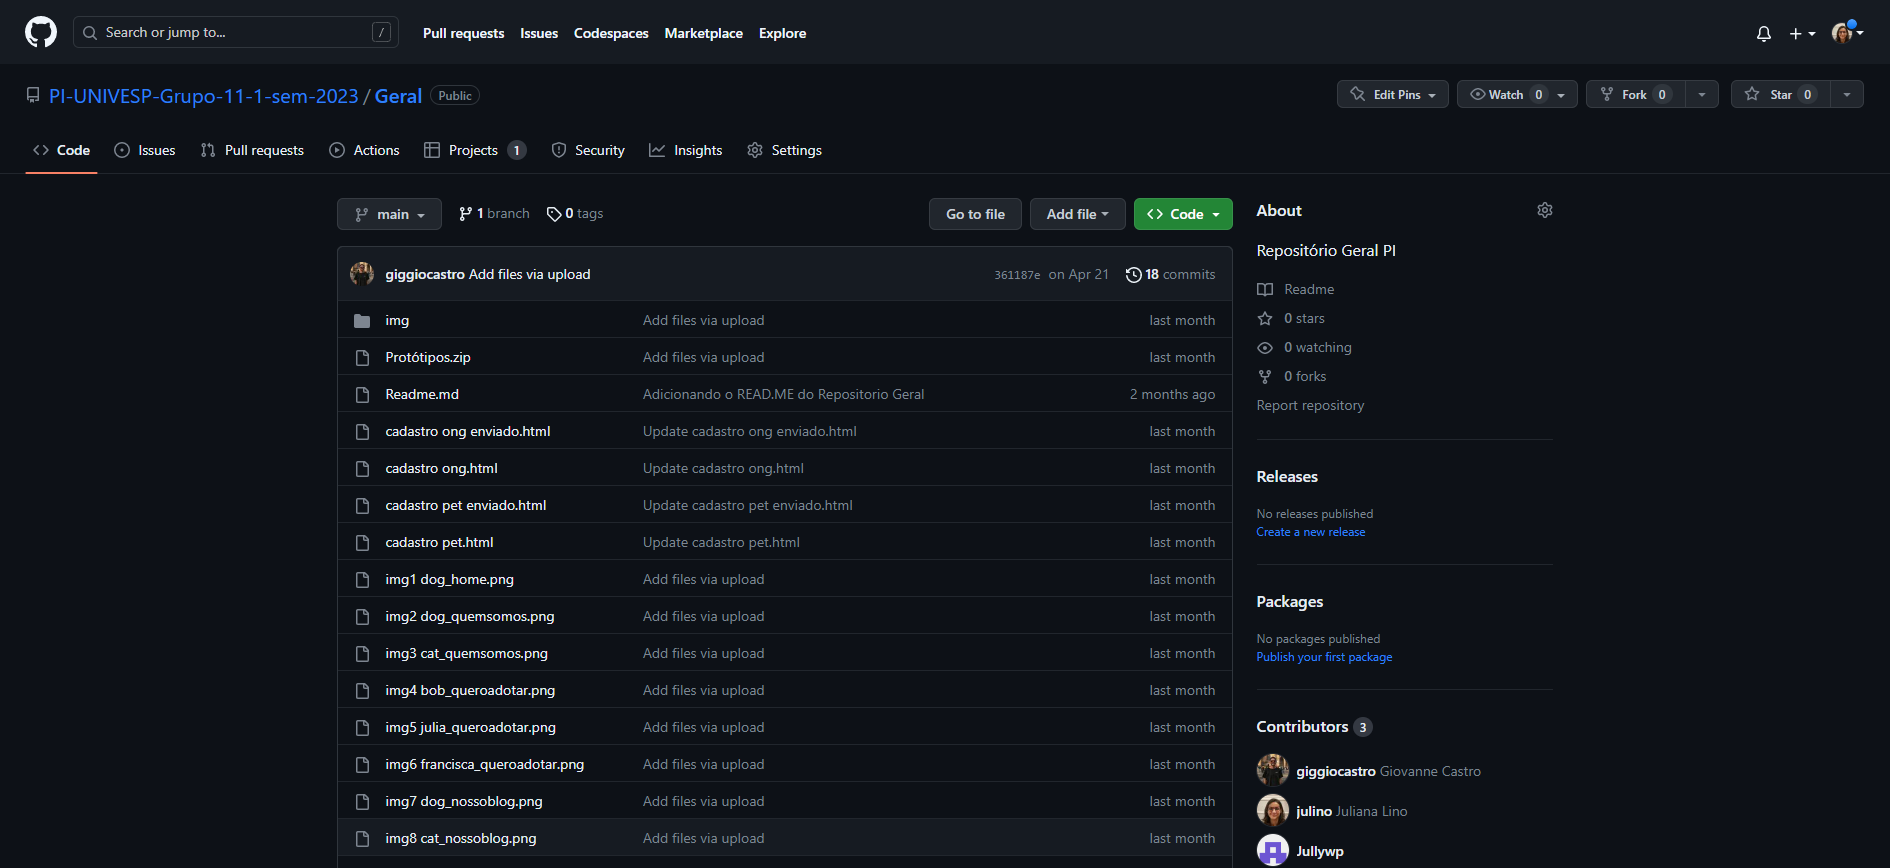 Search or jump to... /
Pull requests Issues Codespaces Marketplace Explore
PI-UNIVESP-Grupo-11-1-sem-2023 / Geral Public
Edit Pins Watch 0 Fork 0 Star 0
Code Issues Pull requests Actions Projects 1 Security Insights Settings
main 1 branch 0 tags Go to file Add file Code
giggiocastro Add files via upload 361187e on Apr 21 18 commits
img Add files via upload last month
Protótipos.zip Add files via upload last month
Readme.md Adicionando o READ.ME do Repositorio Geral 2 months ago
cadastro ong enviado.html Update cadastro ong enviado.html last month
cadastro ong.html Update cadastro ong.html last month
cadastro pet enviado.html Update cadastro pet enviado.html last month
cadastro pet.html Update cadastro pet.html last month
img1 dog_home.png Add files via upload last month
img2 dog_quemsomos.png Add files via upload last month
img3 cat_quemsomos.png Add files via upload last month
img4 bob_queroadotar.png Add files via upload last month
img5 julia_queroadotar.png Add files via upload last month
img6 francisca_queroadotar.png Add files via upload last month
img7 dog_nossoblog.png Add files via upload last month
img8 cat_nossoblog.png Add files via upload last month
About
Repositório Geral PI
Readme
0 stars
0 watching
0 forks
Report repository
Releases
No releases published
Create a new release
Packages
No packages published
Publish your first package
Contributors 3
giggiocastro Giovanne Castro
julino Juliana Lino
Jullywp